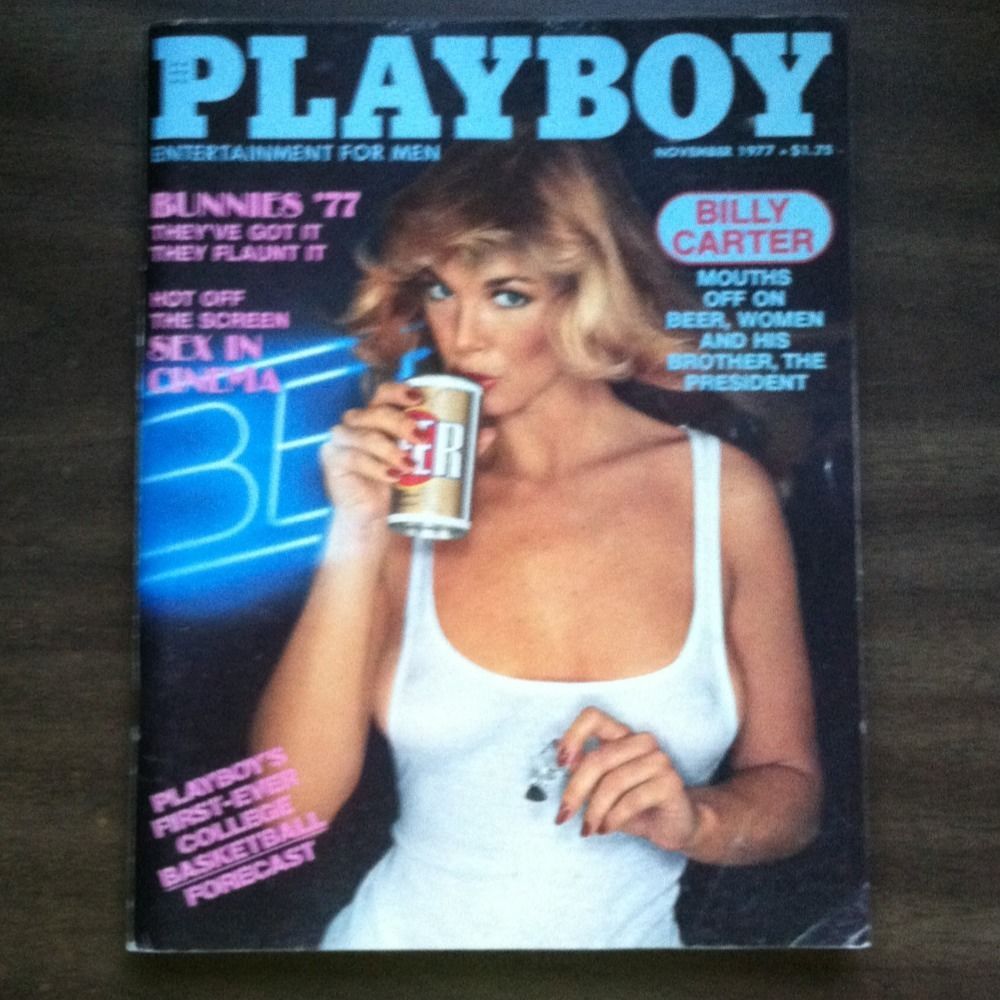 PLAYBOY
ENTERTAINMENT FOR MEN
NOVEMBER 1977 • $1.75
BUNNIES '77
THEY'VE GOT IT
THEY FLAUNT IT
HOT OFF
THE SCREEN
SEX IN
CINEMA
BILLY
CARTER
MOUTHS
OFF ON
BEER, WOMEN
AND HIS
BROTHER, THE
PRESIDENT
BE
EER
PLAYBOY'S
FIRST-EVER
COLLEGE
BASKETBALL
FORECAST